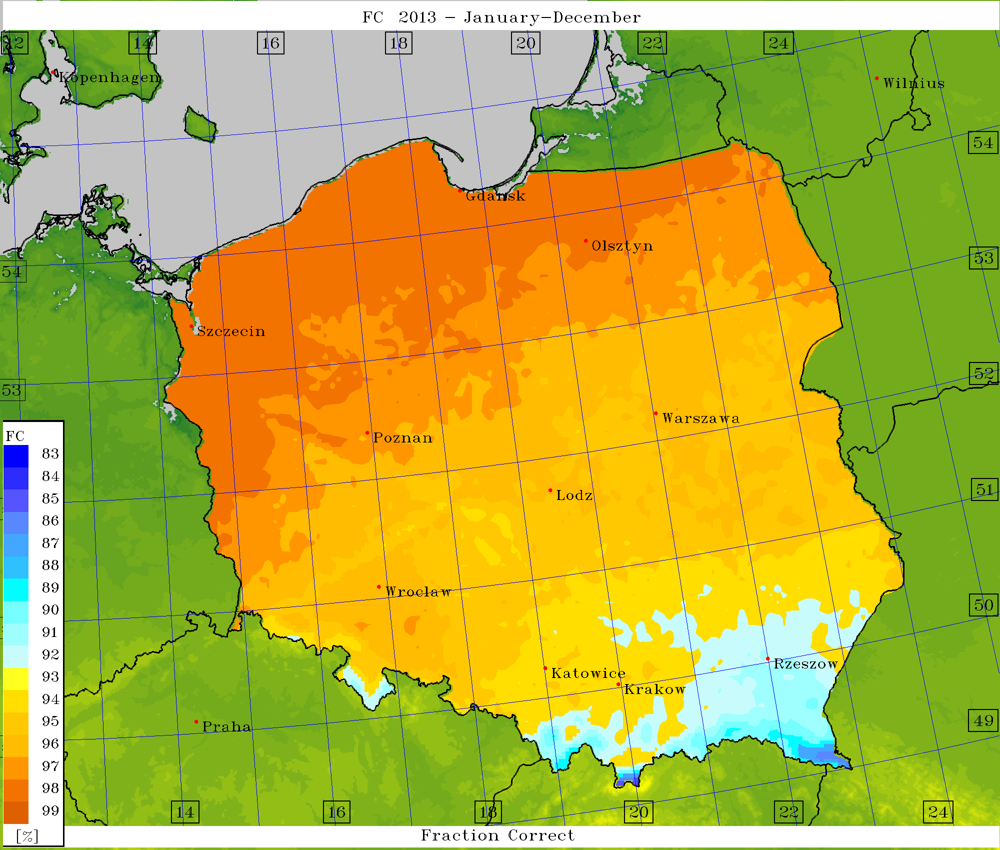 FC 2013 - January-December
12
14
16
18
20
22
24
Kopenhagen
Wilnius
54
Gdansk
Olsztyn
53
54
Szczecin
52
53
Warszawa
FC
Poznan
83
84
51
Lodz
85
86
87
88
89
Wroclaw
50
90
91
92
Rzeszow
93
Katowice
Krakow
94
95
49
Praha
96
97
98
99
14
16
18
20
22
24
[%]
Fraction Correct